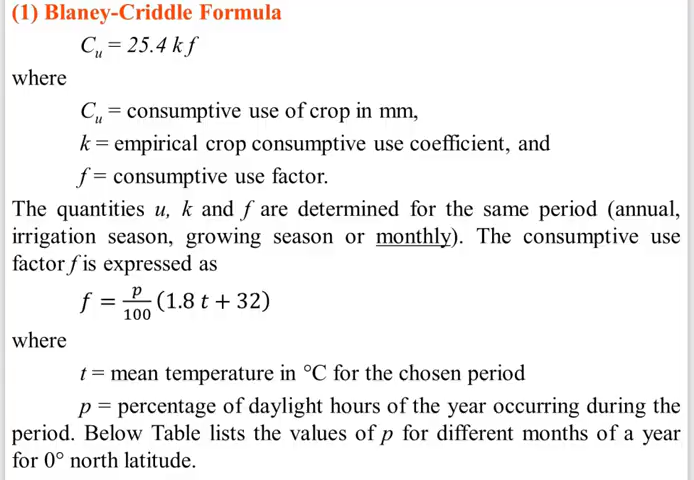 (1) Blaney-Criddle Formula
Cu = 25.4 k f
where
Cu = consumptive use of crop in mm,
k = empirical crop consumptive use coefficient, and
f = consumptive use factor.
The quantities u, k and f are determined for the same period (annual,
irrigation season, growing season or monthly). The consumptive use
factor f is expressed as
f = p/100 (1.8 t + 32)
where
t = mean temperature in °C for the chosen period
p = percentage of daylight hours of the year occurring during the
period. Below Table lists the values of p for different months of a year
for 0° north latitude.